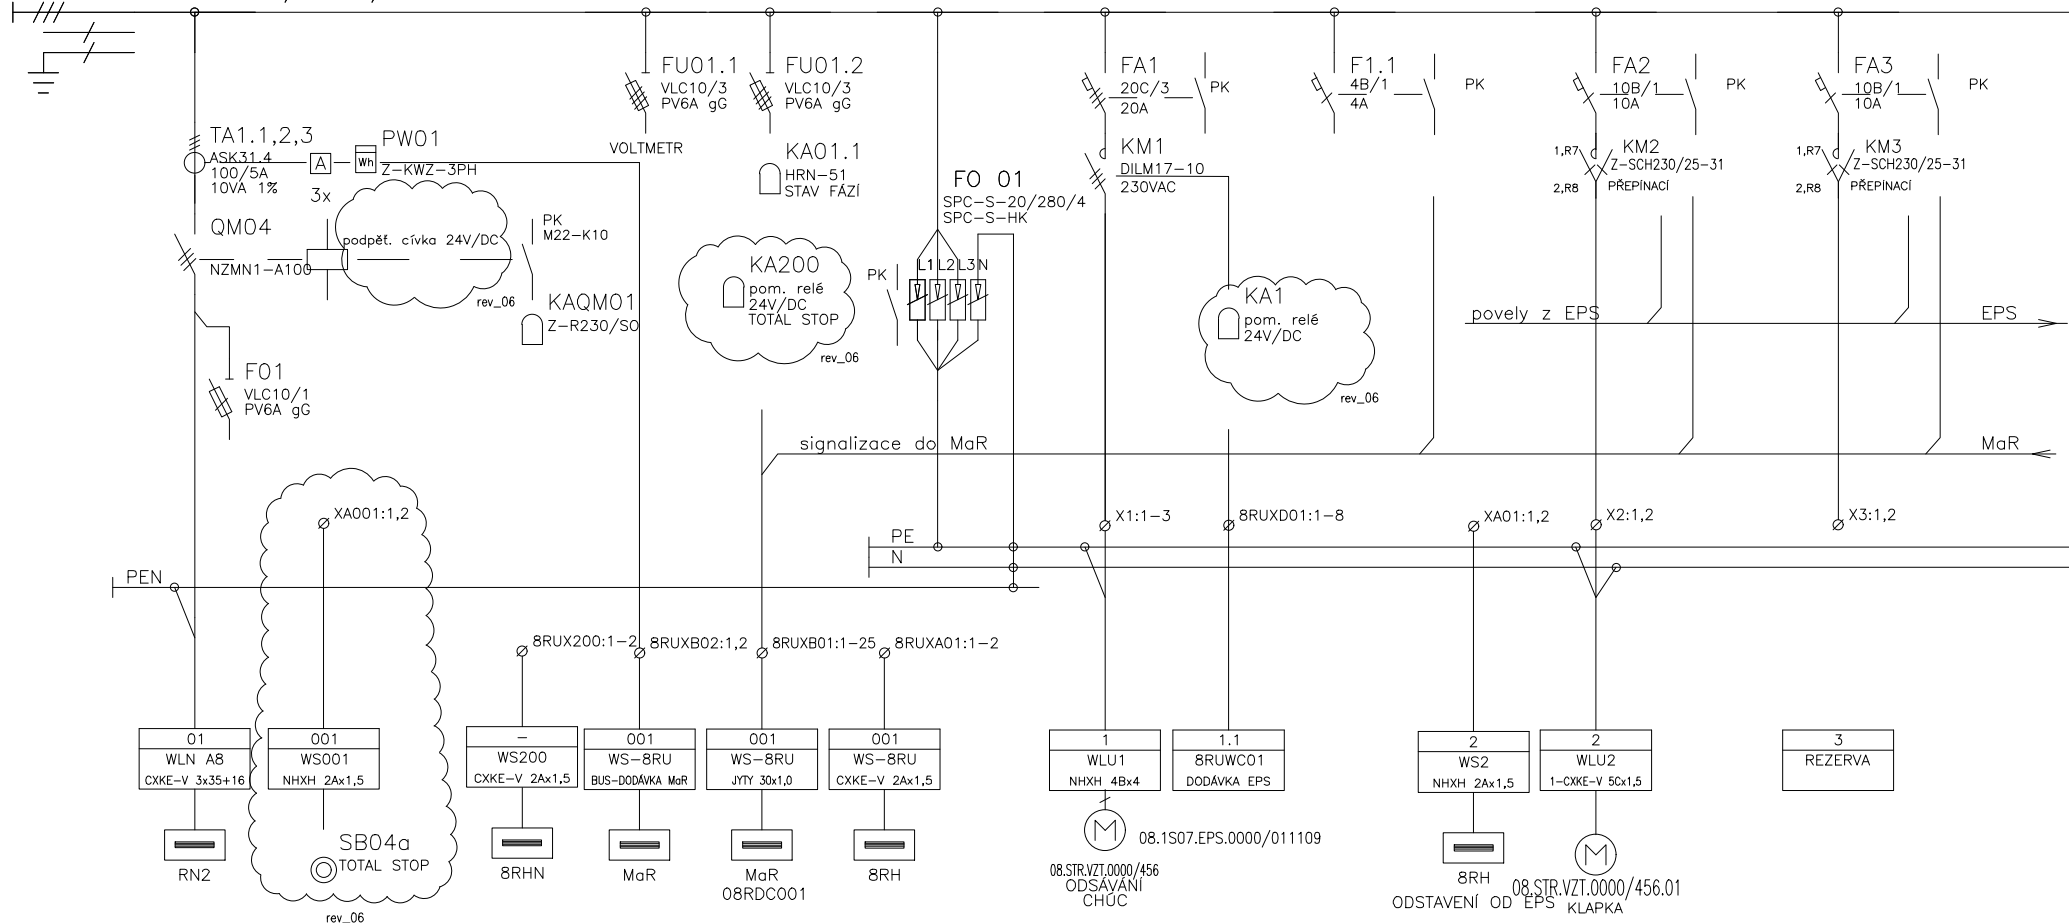 FU01.1
VLC10/3
PV6A gG
VOLTMETR
FU01.2
VLC10/3
PV6A gG
FA1
20C/3
20A
PK
F1.1
4B/1
4A
PK
FA2
10B/1
10A
PK
FA3
10B/1
10A
PK
TA1.1,2,3
ASK31.4
100/5A
10VA 1%
A
3x
PW01
Wh
Z-KWZ-3PH
KA01.1
HRN-51
STAV FÁZÍ
FO 01
SPC-S-20/280/4
SPC-S-HK
KM1
DILM17-10
230VAC
1,R7
2,R8
KM2
Z-SCH230/25-31
PŘEPÍNACÍ
1,R7
2,R8
KM3
Z-SCH230/25-31
PŘEPÍNACÍ
QM04
NZMN1-A100
podpěť. cívka 24V/DC
rev_06
PK
M22-K10
KAQM01
Z-R230/SO
KA200
pom. relé
24V/DC
TOTAL STOP
rev_06
PK
L1
L2
L3
N
KA1
pom. relé
24V/DC
rev_06
povely z EPS
EPS
F01
VLC10/1
PV6A gG
signalizace do MaR
MaR
XA001:1,2
X1:1-3
8RUXD01:1-8
XA01:1,2
X2:1,2
X3:1,2
PE
N
PEN
8RUX200:1-2
8RUXB02:1,2
8RUXB01:1-25
8RUXA01:1-2
01
WLN A8
CXKE-V 3x35+16
RN2
001
WS001
NHXH 2Ax1,5
SB04a
TOTAL STOP
rev_06
-
WS200
CXKE-V 2Ax1,5
8RHN
001
WS-8RU
BUS-DODÁVKA MaR
MaR
001
WS-8RU
JYTY 30x1,0
MaR
08RDC001
001
WS-8RU
CXKE-V 2Ax1,5
8RH
1
WLU1
NHXH 4Bx4
M
08.1S07.EPS.0000/011109
08.STR.VZT.0000/456
ODSÁVÁNÍ
CHÚC
1.1
8RUWC01
DODÁVKA EPS
2
WS2
NHXH 2Ax1,5
8RH
ODSTAVENÍ OD EPS
2
WLU2
1-CXKE-V 5Cx1,5
M
08.STR.VZT.0000/456.01
KLAPKA
3
REZERVA